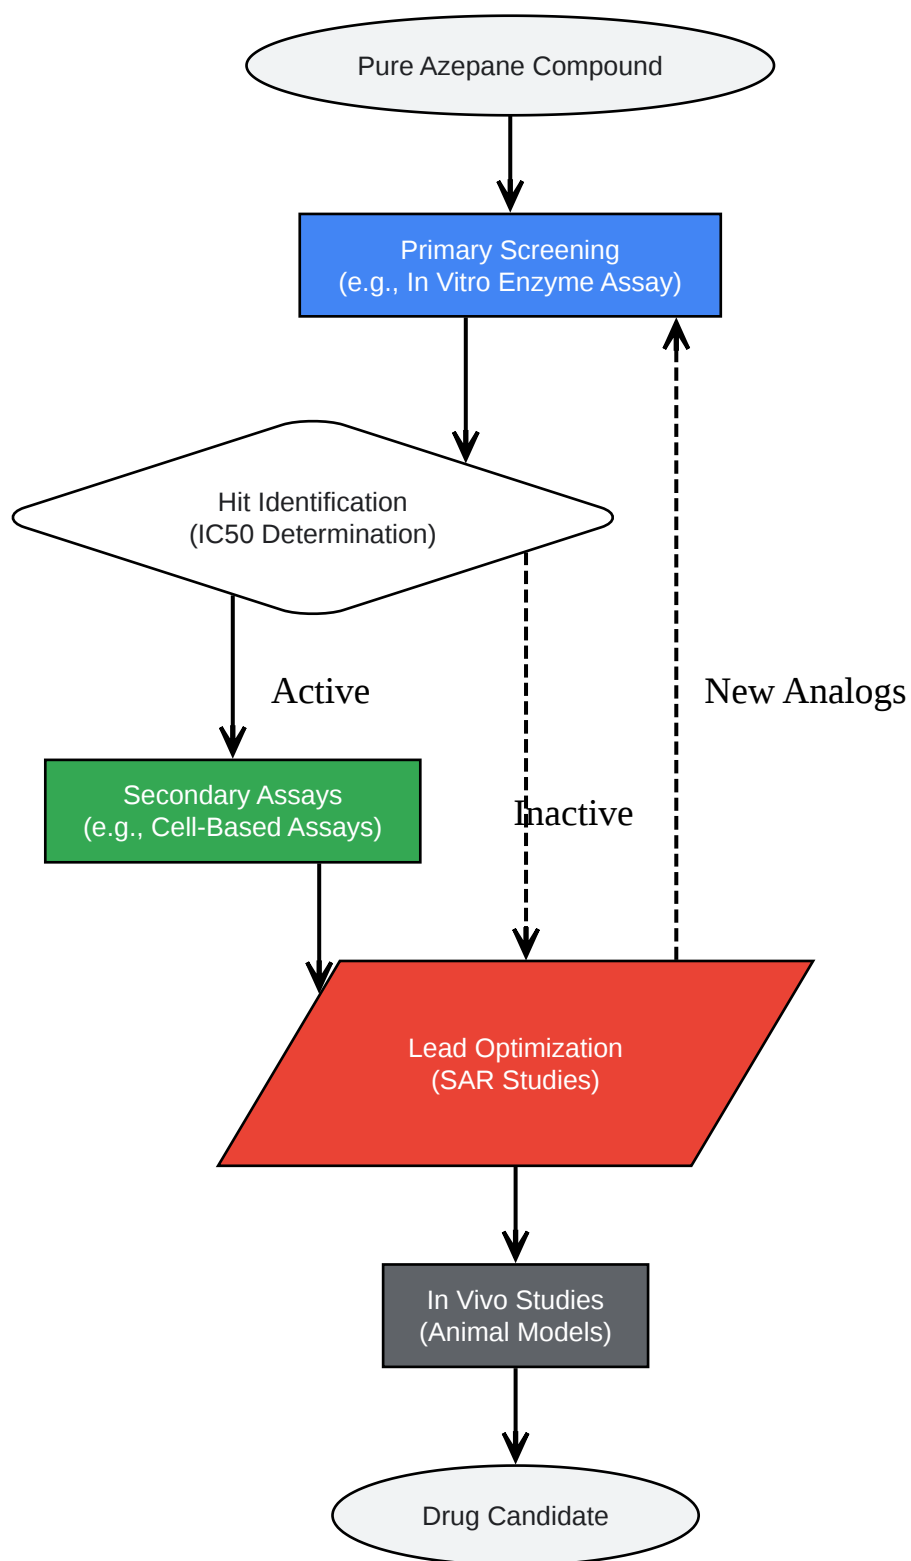 Pure Azepane Compound
Primary Screening
(e.g., In Vitro Enzyme Assay)
Hit Identification
(IC50 Determination)
Active
New Analogs
Secondary Assays
(e.g., Cell-Based Assays)
Inactive
Lead Optimization
(SAR Studies)
In Vivo Studies
(Animal Models)
Drug Candidate